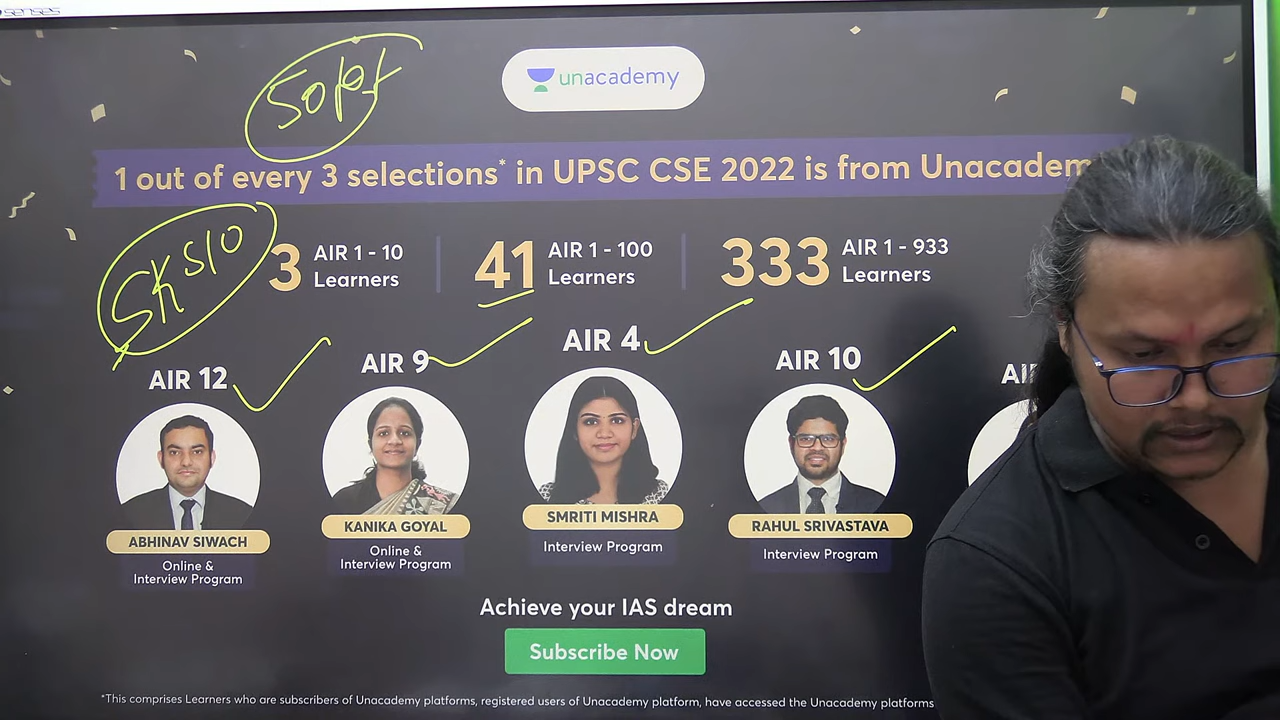 senses
unacademy
1 out of every 3 selections* in UPSC CSE 2022 is from Unacadem
SKS10
3 AIR 1 - 10 Learners
41 AIR 1 - 100 Learners
333 AIR 1 - 933 Learners
AIR 12
AIR 9
AIR 4
AIR 10
AI
ABHINAV SIWACH
Online &
Interview Program
KANIKA GOYAL
Online &
Interview Program
SMRITI MISHRA
Interview Program
RAHUL SRIVASTAVA
Interview Program
Achieve your IAS dream
Subscribe Now
*This comprises Learners who are subscribers of Unacademy platforms, registered users of Unacademy platform, have accessed the Unacademy platforms